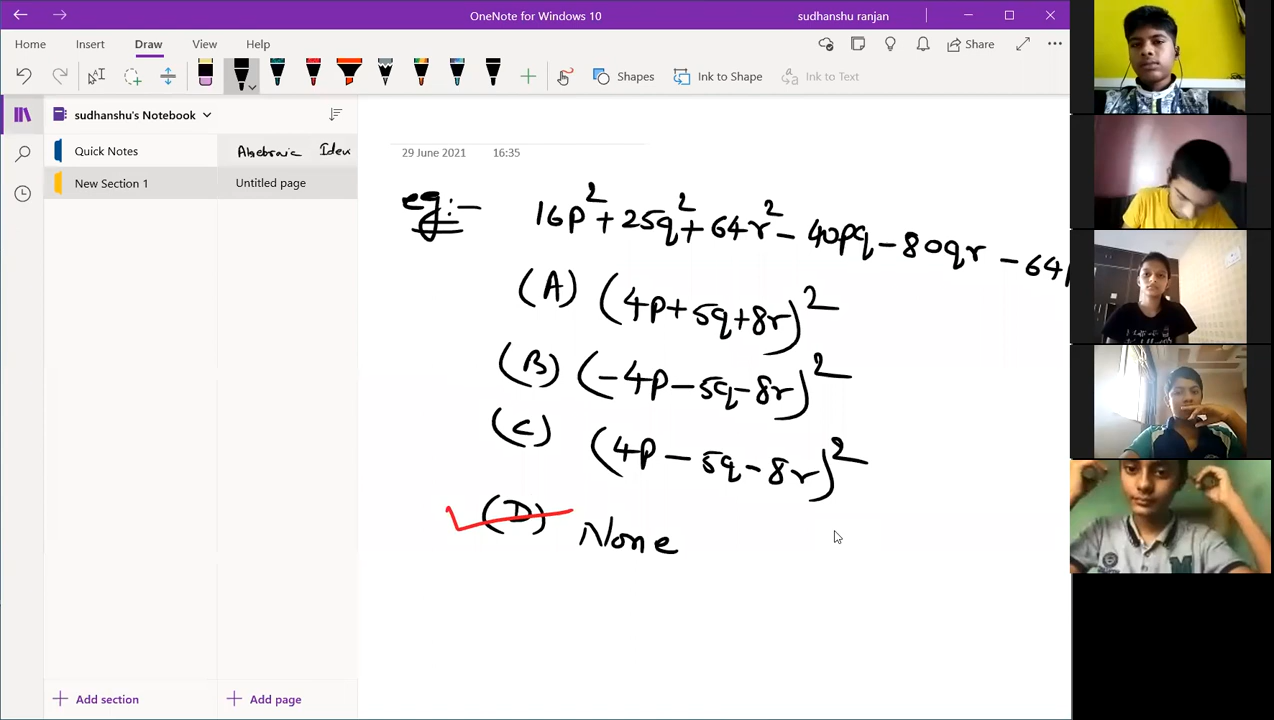 OneNote for Windows 10
sudhanshu ranjan
Home Insert Draw View Help
Share
Shapes Ink to Shape Ink to Text
sudhanshu's Notebook
Quick Notes
New Section 1
Algebraic Iden
Untitled page
29 June 2021 16:35
eg:- 16p² + 25q² + 64r² - 40pq - 80qr - 64
(A) (4p+5q+8r)²
(B) (-4p-5q-8r)²
(C) (4p-5q-8r)²
(D) None
+ Add section
+ Add page